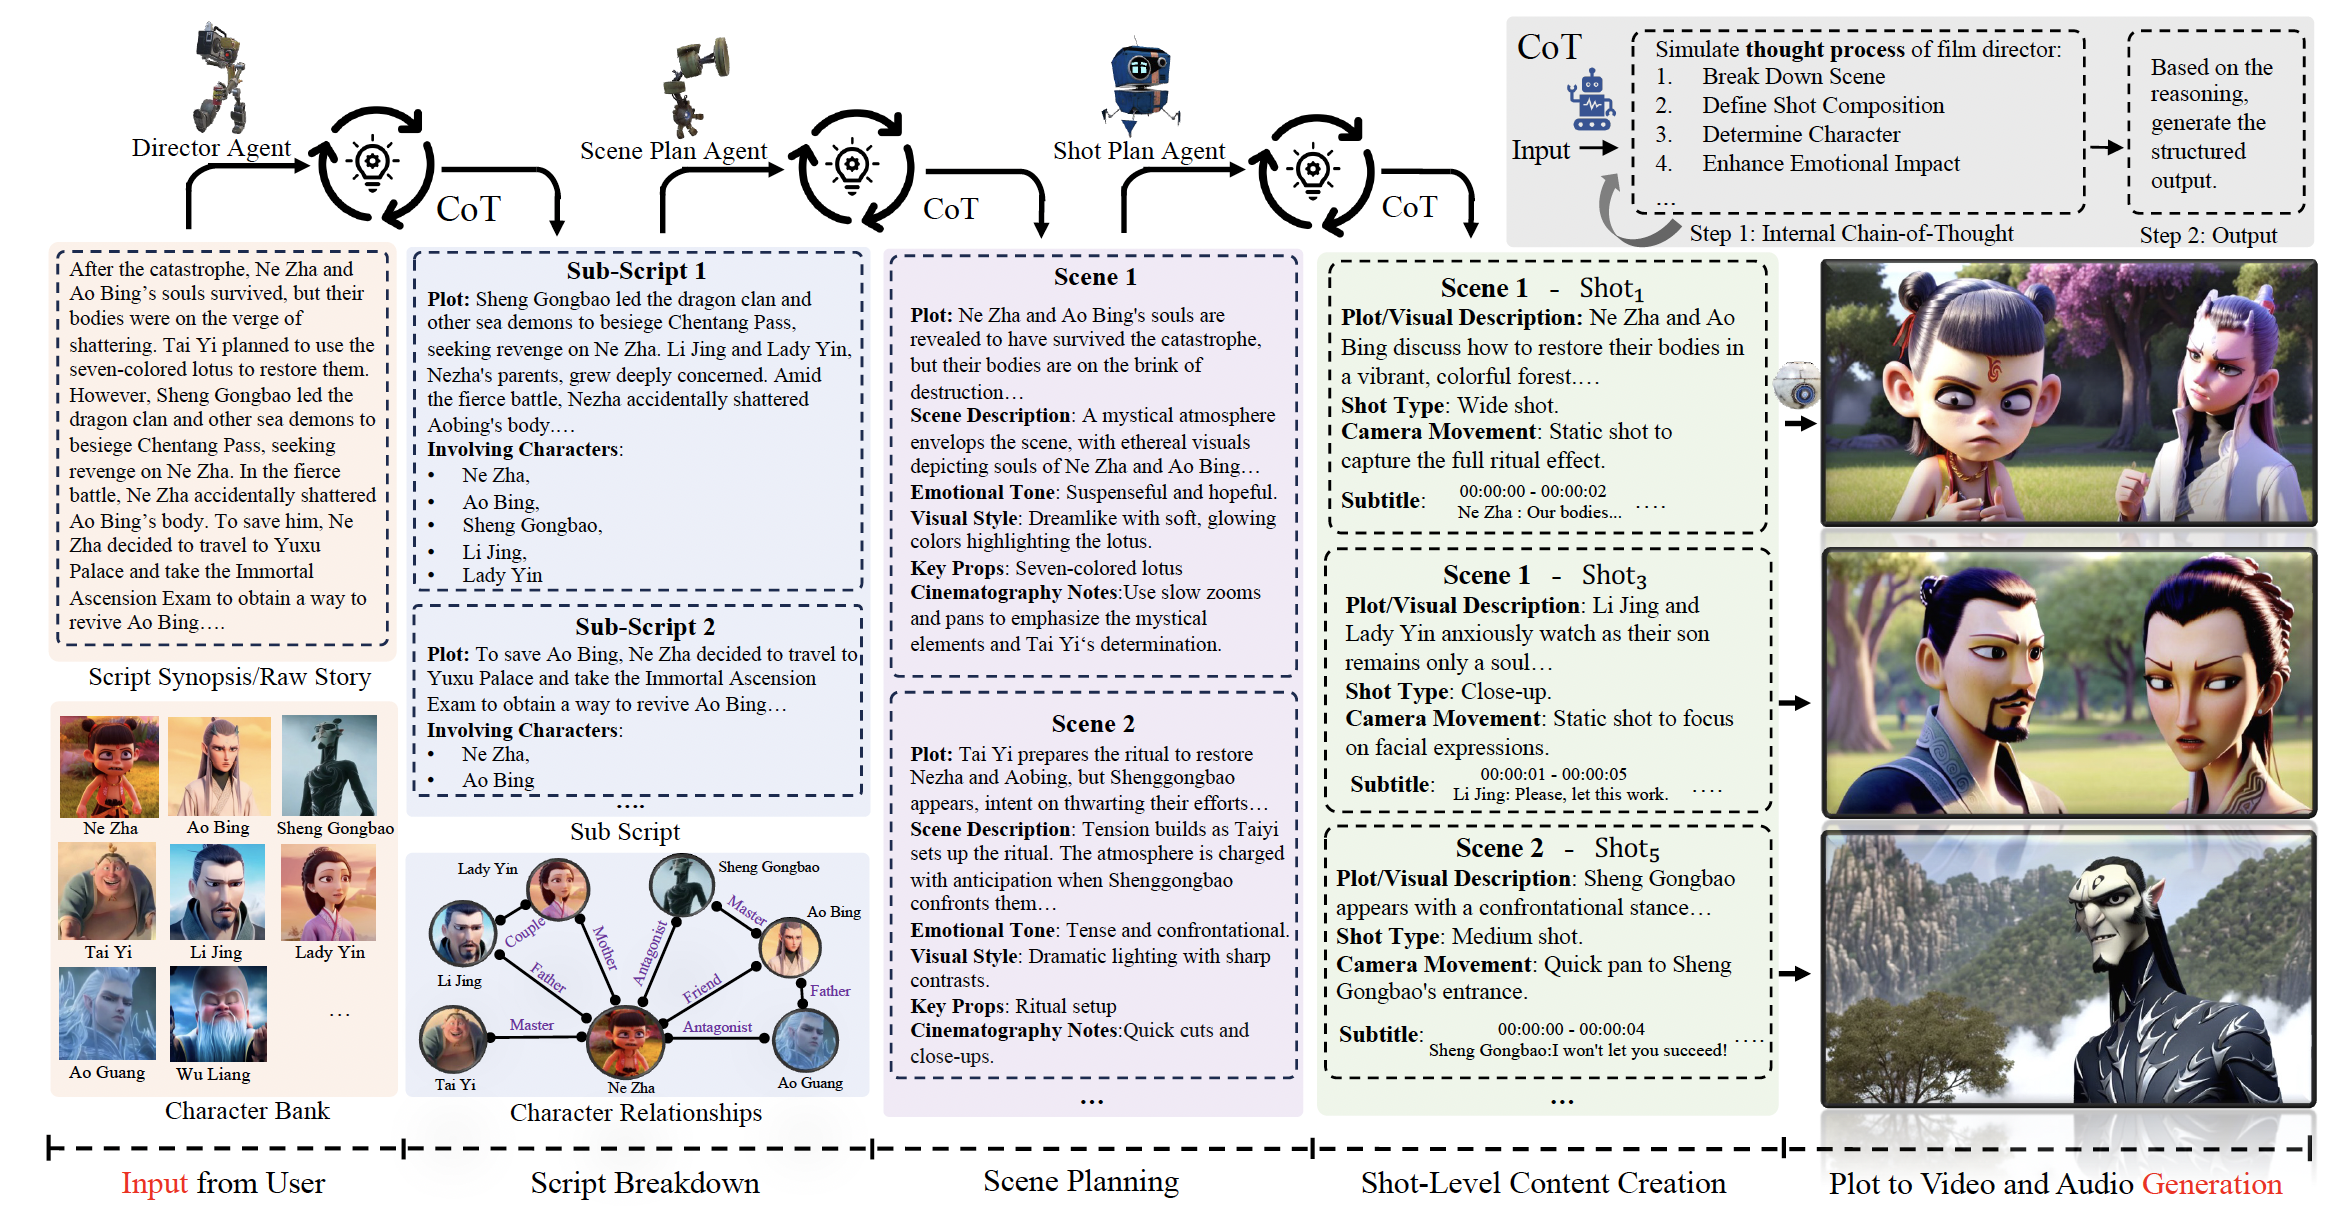 Director Agent
CoT
Scene Plan Agent
CoT
Shot Plan Agent
CoT
CoT
Input
Simulate thought process of film director:
1. Break Down Scene
2. Define Shot Composition
3. Determine Character
4. Enhance Emotional Impact
...
Step 1: Internal Chain-of-Thought
Based on the
reasoning,
generate the
structured
output.
Step 2: Output
After the catastrophe, Ne Zha and
Ao Bing’s souls survived, but their
bodies were on the verge of
shattering. Tai Yi planned to use the
seven-colored lotus to restore them.
However, Sheng Gongbao led the
dragon clan and other sea demons to
besiege Chentang Pass, seeking
revenge on Ne Zha. In the fierce
battle, Ne Zha accidentally shattered
Ao Bing’s body. To save him, Ne
Zha decided to travel to Yuxu
Palace and take the Immortal
Ascension Exam to obtain a way to
revive Ao Bing….
Script Synopsis/Raw Story
Ne Zha
Ao Bing
Sheng Gongbao
Tai Yi
Li Jing
Lady Yin
Ao Guang
Wu Liang
...
Character Bank
Sub-Script 1
Plot: Sheng Gongbao led the dragon clan and
other sea demons to besiege Chentang Pass,
seeking revenge on Ne Zha. Li Jing and Lady Yin,
Nezha's parents, grew deeply concerned. Amid
the fierce battle, Nezha accidentally shattered
Aobing's body.…
Involving Characters:
• Ne Zha,
• Ao Bing,
• Sheng Gongbao,
• Li Jing,
• Lady Yin
Sub-Script 2
Plot: To save Ao Bing, Ne Zha decided to travel to
Yuxu Palace and take the Immortal Ascension
Exam to obtain a way to revive Ao Bing…
Involving Characters:
• Ne Zha,
• Ao Bing
....
Sub Script
Lady Yin
Sheng Gongbao
Ao Bing
Li Jing
Tai Yi
Ne Zha
Ao Guang
Couple
Mother
Father
Antagonist
Master
Friend
Father
Master
Antagonist
Character Relationships
Scene 1
Plot: Ne Zha and Ao Bing's souls are
revealed to have survived the catastrophe,
but their bodies are on the brink of
destruction…
Scene Description: A mystical atmosphere
envelops the scene, with ethereal visuals
depicting souls of Ne Zha and Ao Bing…
Emotional Tone: Suspenseful and hopeful.
Visual Style: Dreamlike with soft, glowing
colors highlighting the lotus.
Key Props: Seven-colored lotus
Cinematography Notes:Use slow zooms
and pans to emphasize the mystical
elements and Tai Yi‘s determination.
Scene 2
Plot: Tai Yi prepares the ritual to restore
Nezha and Aobing, but Shenggongbao
appears, intent on thwarting their efforts…
Scene Description: Tension builds as Taiyi
sets up the ritual. The atmosphere is charged
with anticipation when Shenggongbao
confronts them…
Emotional Tone: Tense and confrontational.
Visual Style: Dramatic lighting with sharp
contrasts.
Key Props: Ritual setup
Cinematography Notes:Quick cuts and
close-ups.
...
Scene 1 - Shot₁
Plot/Visual Description: Ne Zha and Ao
Bing discuss how to restore their bodies in
a vibrant, colorful forest.…
Shot Type: Wide shot.
Camera Movement: Static shot to
capture the full ritual effect.
Subtitle: 00:00:00 - 00:00:02
Ne Zha : Our bodies... ....
Scene 1 - Shot₃
Plot/Visual Description: Li Jing and
Lady Yin anxiously watch as their son
remains only a soul…
Shot Type: Close-up.
Camera Movement: Static shot to focus
on facial expressions.
Subtitle: 00:00:01 - 00:00:05
Li Jing: Please, let this work. ....
Scene 2 - Shot₅
Plot/Visual Description: Sheng Gongbao
appears with a confrontational stance…
Shot Type: Medium shot.
Camera Movement: Quick pan to Sheng
Gongbao's entrance.
Subtitle: 00:00:00 - 00:00:04
Sheng Gongbao:I won't let you succeed! ....
...
Input from User
Script Breakdown
Scene Planning
Shot-Level Content Creation
Plot to Video and Audio Generation